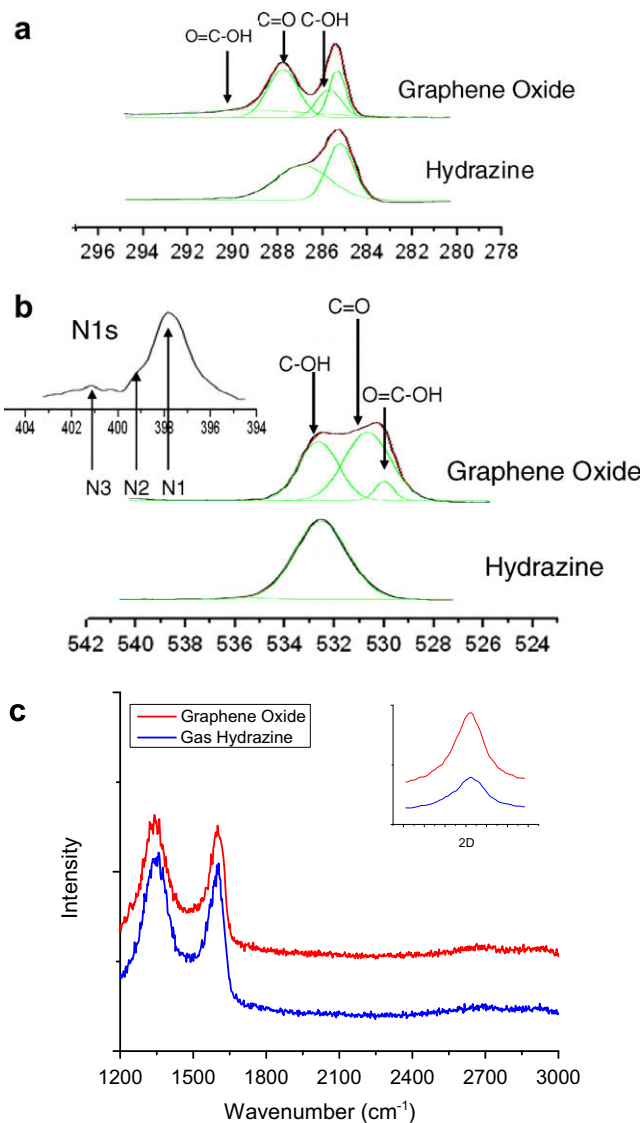 a
O=C-OH
C=O
C-OH
Graphene Oxide
Hydrazine
296 294 292 290 288 286 284 282 280 278
b
N1s
404 402 400 398 396 394
N3 N2 N1
C=O
C-OH
O=C-OH
Graphene Oxide
Hydrazine
542 540 538 536 534 532 530 528 526 524
c
Graphene Oxide
Gas Hydrazine
2D
Intensity
1200 1500 1800 2100 2400 2700 3000
Wavenumber (cm⁻¹)